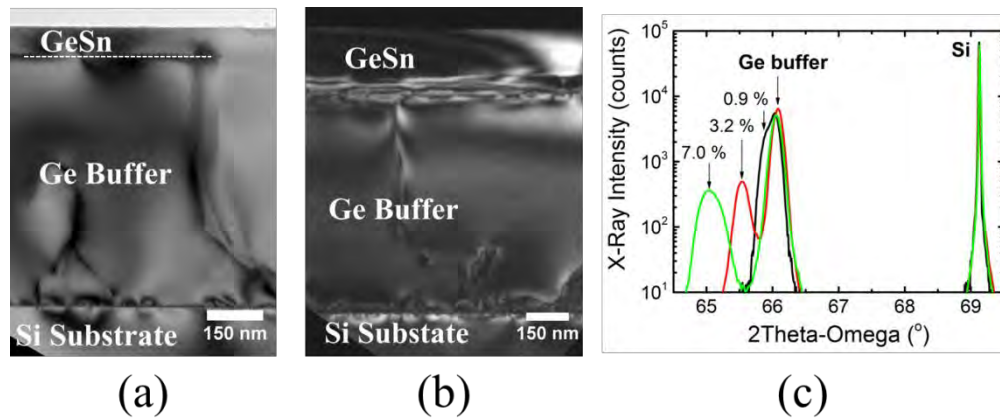 GeSn
Ge Buffer
Si Substrate
150 nm
(a)
GeSn
Ge Buffer
Si Substate
150 nm
(b)
X-Ray Intensity (counts)
10^5
10^4
10^3
10^2
10^1
7.0 %
3.2 %
0.9 %
Ge buffer
Si
65 66 67 68 69
2Theta-Omega (°)
(c)